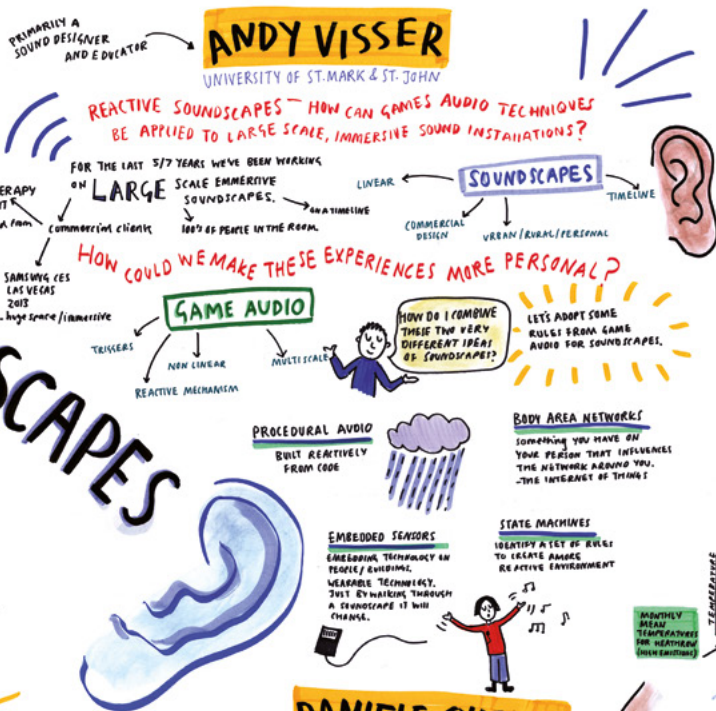 PRIMARILY A
SOUND DESIGNER
AND EDUCATOR
ANDY VISSER
UNIVERSITY OF ST.MARK & ST. JOHN
REACTIVE SOUNDSCAPES – HOW CAN GAMES AUDIO TECHNIQUES
BE APPLIED TO LARGE SCALE, IMMERSIVE SOUND INSTALLATIONS?
FOR THE LAST 5/7 YEARS WE'VE BEEN WORKING
ON LARGE SCALE EMMERSIVE
SOUNDSCAPES.
ON A TIMELINE
100'S OF PEOPLE IN THE ROOM.
commercial clients
SAMSUNG CES
LAS VEGAS
2013
huge space/immersive
SOUNDSCAPES
LINEAR
TIMELINE
COMMERCIAL
DESIGN
URBAN/RURAL/PERSONAL
HOW COULD WE MAKE THESE EXPERIENCES MORE PERSONAL?
GAME AUDIO
TRIGGERS
NON LINEAR
MULTISCALE
REACTIVE MECHANISM
HOW DO I COMBINE
THESE TWO VERY
DIFFERENT IDEAS
OF SOUNDSCAPES?
LETS ADOPT SOME
RULES FROM GAME
AUDIO FOR SOUNDSCAPES.
SCAPES
PROCEDURAL AUDIO
BUILT REACTIVELY
FROM CODE
BODY AREA NETWORKS
something YOU HAVE ON
YOUR PERSON THAT INFLUENCES
THE NETWORK AROUND YOU.
-THE INTERNET OF THINGS
EMBEDDED SENSORS
EMBEDDING TECHNOLOGY ON
PEOPLE/BUILDINGS.
WEARABLE TECHNOLOGY.
JUST BY WALKING THROUGH
A SOUNDSCAPE IT WILL
CHANGE.
STATE MACHINES
IDENTIFY A SET OF RULES
TO CREATE A MORE
REACTIVE ENVIRONMENT
MONTHLY
MEAN
TEMPERATURES
FOR HEATHROW
(HIGH EMISSIONS)
TEMPERATURE